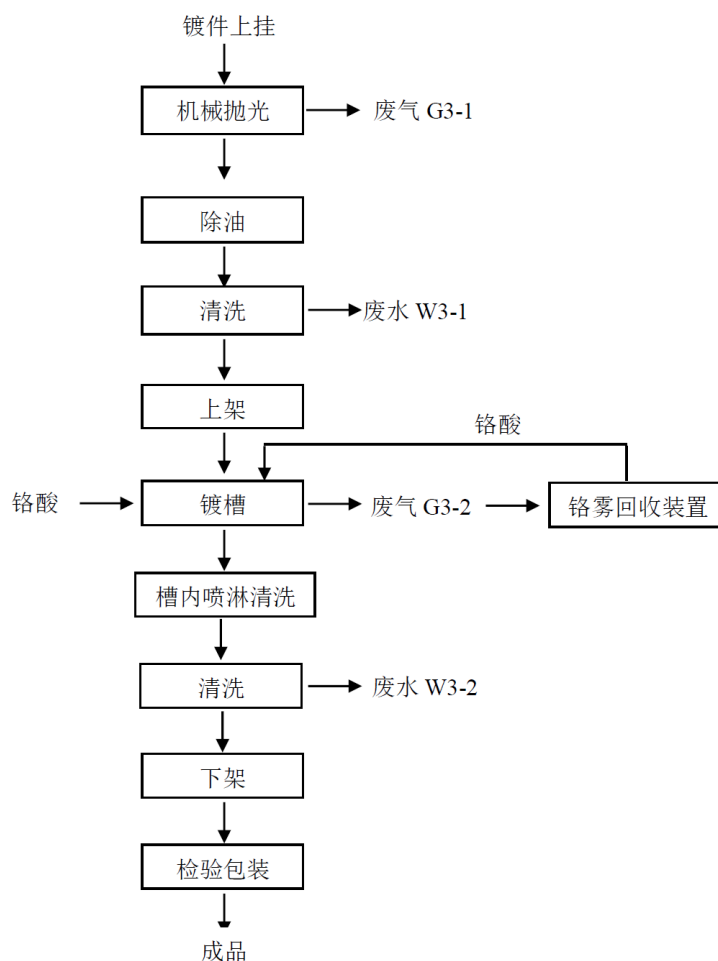 镀件上挂
机械抛光
废气 G3-1
除油
清洗
废水 W3-1
上架
铬酸
铬酸
镀槽
废气 G3-2
铬雾回收装置
槽内喷淋清洗
清洗
废水 W3-2
下架
检验包装
成品